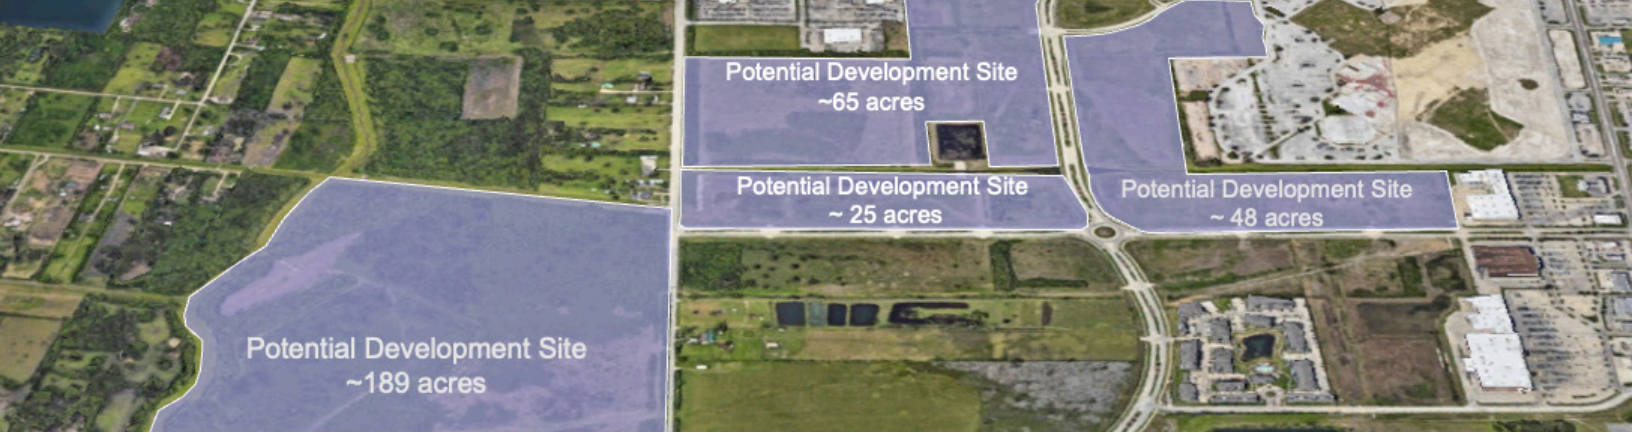 Potential Development Site
~65 acres
Potential Development Site
~ 25 acres
Potential Development Site
~ 48 acres
Potential Development Site
~189 acres